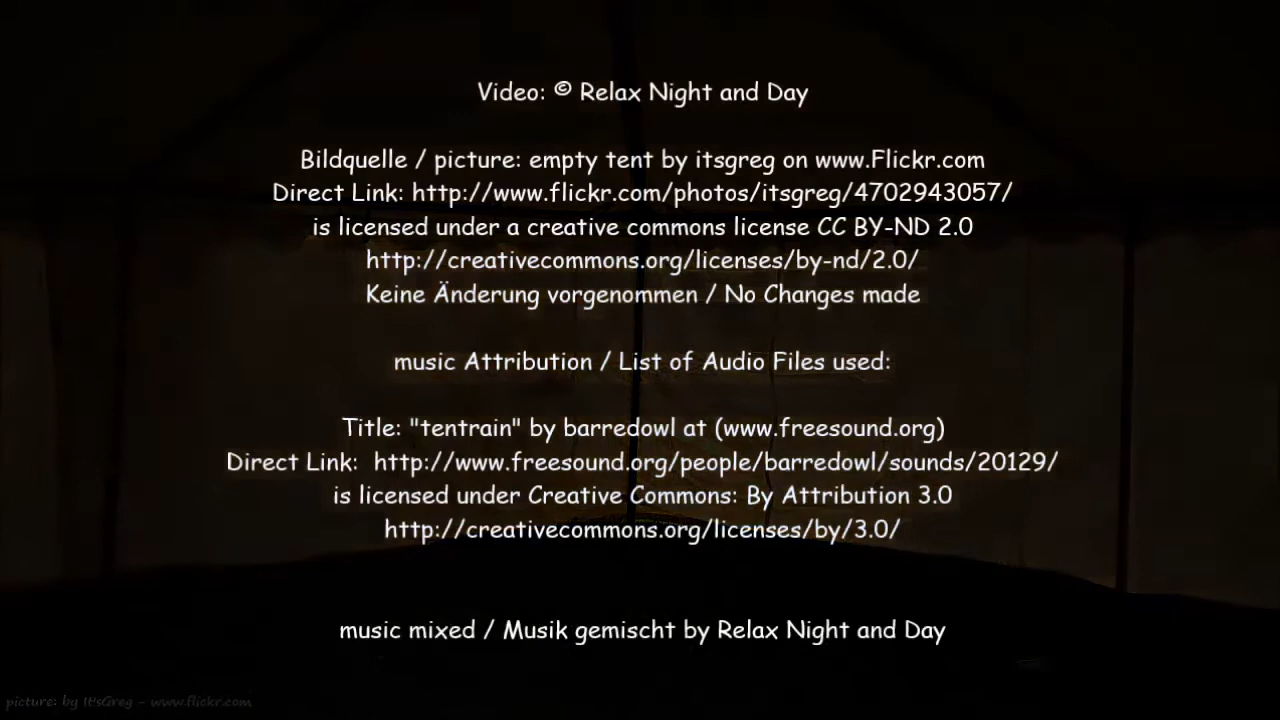 Video: © Relax Night and Day
Bildquelle / picture: empty tent by itsgreg on www.Flickr.com
Direct Link: http://www.flickr.com/photos/itsgreg/4702943057/
is licensed under a creative commons license CC BY-ND 2.0
http://creativecommons.org/licenses/by-nd/2.0/
Keine Änderung vorgenommen / No Changes made
music Attribution / List of Audio Files used:
Title: "tentrain" by barredowl at (www.freesound.org)
Direct Link:  http://www.freesound.org/people/barredowl/sounds/20129/
is licensed under Creative Commons: By Attribution 3.0
http://creativecommons.org/licenses/by/3.0/
music mixed / Musik gemischt by Relax Night and Day
picture: by ItsGreg - www.flickr.com